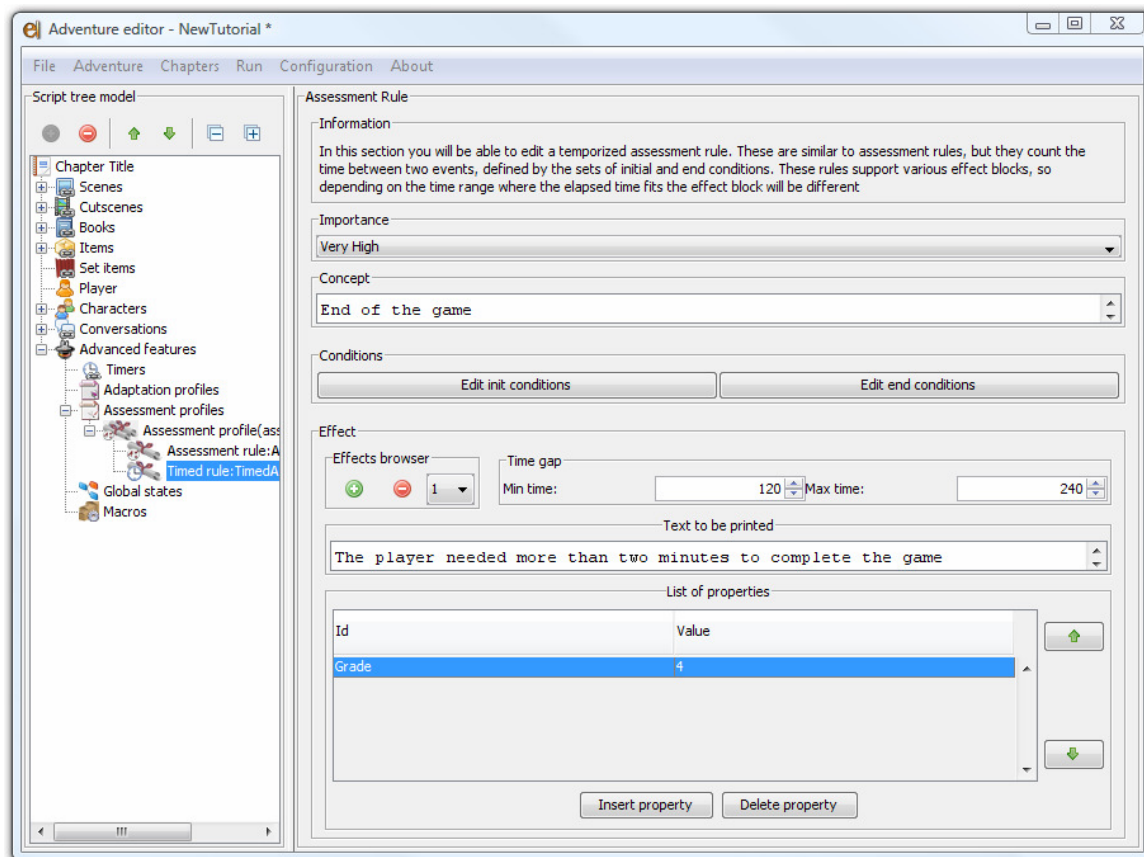 Adventure editor - NewTutorial *
File Adventure Chapters Run Configuration About
Script tree model
Chapter Title
Scenes
Cutscenes
Books
Items
Set items
Player
Characters
Conversations
Advanced features
Timers
Adaptation profiles
Assessment profiles
Assessment profile(ass
Assessment rule:A
Timed rule:TimedA
Global states
Macros
Assessment Rule
Information
In this section you will be able to edit a temporized assessment rule. These are similar to assessment rules, but they count the
time between two events, defined by the sets of initial and end conditions. These rules support various effect blocks, so
depending on the time range where the elapsed time fits the effect block will be different
Importance
Very High
Concept
End of the game
Conditions
Edit init conditions Edit end conditions
Effect
Effects browser
1
Time gap
Min time: 120 Max time: 240
Text to be printed
The player needed more than two minutes to complete the game
List of properties
Id Value
Grade 4
Insert property Delete property